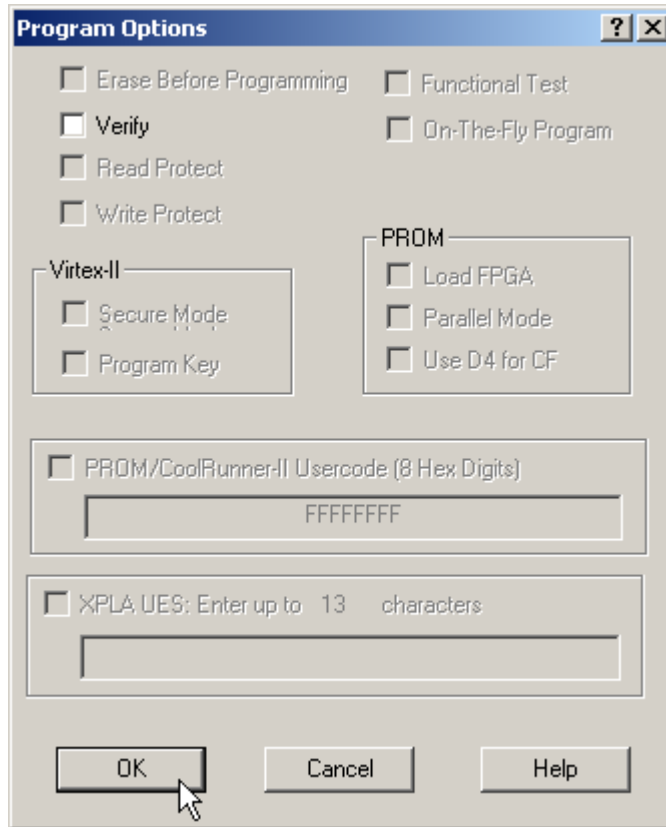 Program Options
Erase Before Programming
Functional Test
Verify
On-The-Fly Program
Read Protect
Write Protect
PROM
Virtex-II
Load FPGA
Secure Mode
Parallel Mode
Program Key
Use D4 for CF
PROM/CoolRunner-II Usercode (8 Hex Digits)
FFFFFFFF
XPLA UES: Enter up to 13 characters
OK
Cancel
Help